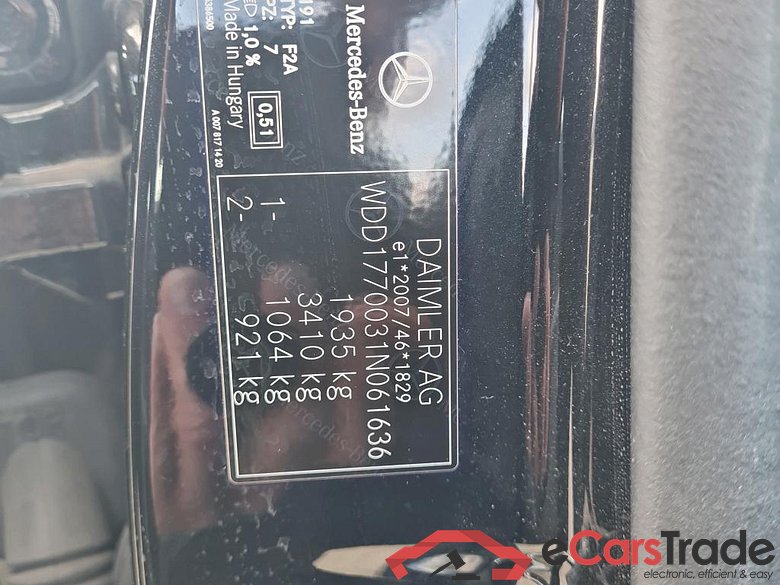 Mercedes-Benz
DAIMLER AG
e1*2007/46*1829
WDD1770031N061636
1935 kg
3410 kg
1- 1064 kg
2- 921 kg
191
TYP: F2A
PZ: 7
1,0 %
0,51
Made in Hungary
A 007 617 14 20
eCarsTrade
electronic, efficient & easy